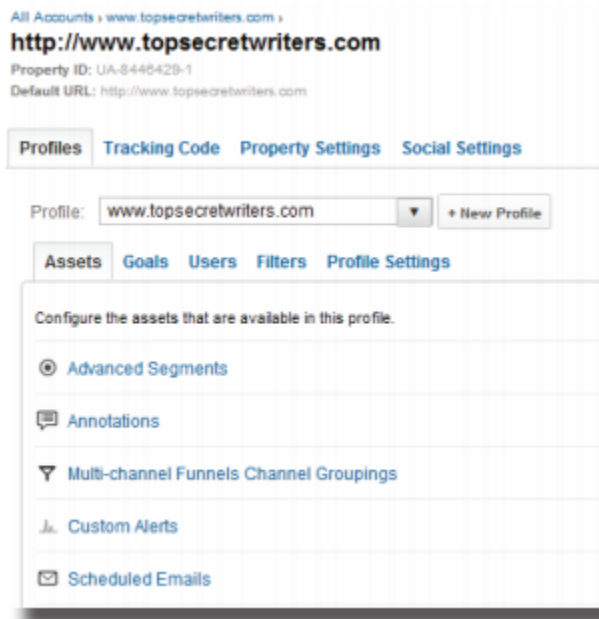 All Accounts › www.topsecretwriters.com ›
http://www.topsecretwriters.com
Property ID: UA-8446429-1
Default URL: http://www.topsecretwriters.com
Profiles Tracking Code Property Settings Social Settings
Profile: www.topsecretwriters.com ▼ + New Profile
Assets Goals Users Filters Profile Settings
Configure the assets that are available in this profile.
Advanced Segments
Annotations
Multi-channel Funnels Channel Groupings
Custom Alerts
Scheduled Emails